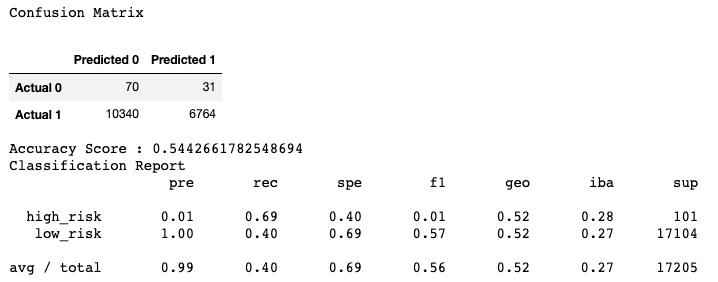 Confusion Matrix
Predicted 0 Predicted 1
Actual 0 70 31
Actual 1 10340 6764
Accuracy Score : 0.5442661782548694
Classification Report
pre rec spe f1 geo iba sup
high_risk 0.01 0.69 0.40 0.01 0.52 0.28 101
low_risk 1.00 0.40 0.69 0.57 0.52 0.27 17104
avg / total 0.99 0.40 0.69 0.56 0.52 0.27 17205